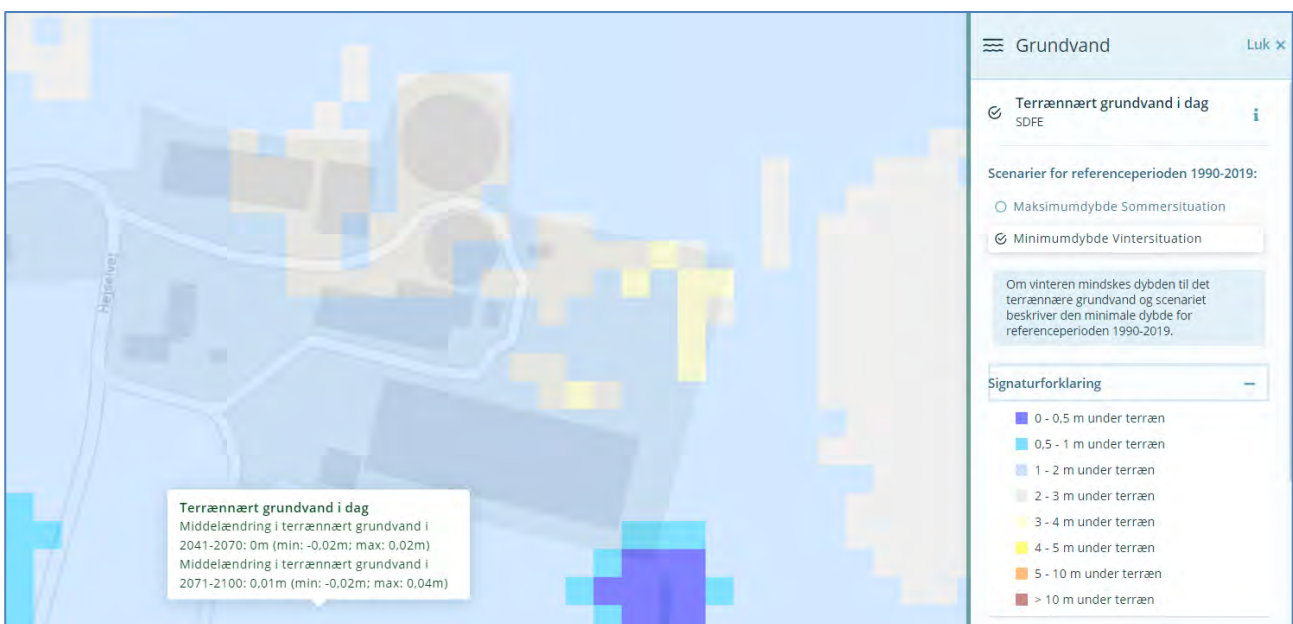 Hejselvej
Terrænnært grundvand i dag
Middelændring i terrænnært grundvand i
2041-2070: 0m (min: -0,02m; max: 0,02m)
Middelændring i terrænnært grundvand i
2071-2100: 0,01m (min: -0,02m; max: 0,04m)
Grundvand
Luk ×
Terrænnært grundvand i dag
SDFE
i
Scenarier for referenceperioden 1990-2019:
Maksimumdybde Sommersituation
Minimumdybde Vintersituation
Om vinteren mindskes dybden til det
terrænnære grundvand og scenariet
beskriver den minimale dybde for
referenceperioden 1990-2019.
Signaturforklaring −
0 - 0,5 m under terræn
0,5 - 1 m under terræn
1 - 2 m under terræn
2 - 3 m under terræn
3 - 4 m under terræn
4 - 5 m under terræn
5 - 10 m under terræn
> 10 m under terræn